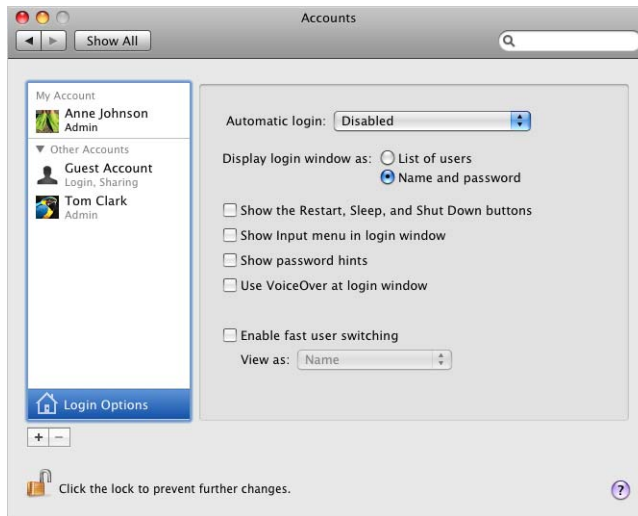 Accounts
Show All
My Account
Anne Johnson
Admin
Other Accounts
Guest Account
Login, Sharing
Tom Clark
Admin
Login Options
+ −
Automatic login: Disabled
Display login window as: List of users
Name and password
Show the Restart, Sleep, and Shut Down buttons
Show Input menu in login window
Show password hints
Use VoiceOver at login window
Enable fast user switching
View as: Name
Click the lock to prevent further changes.
?